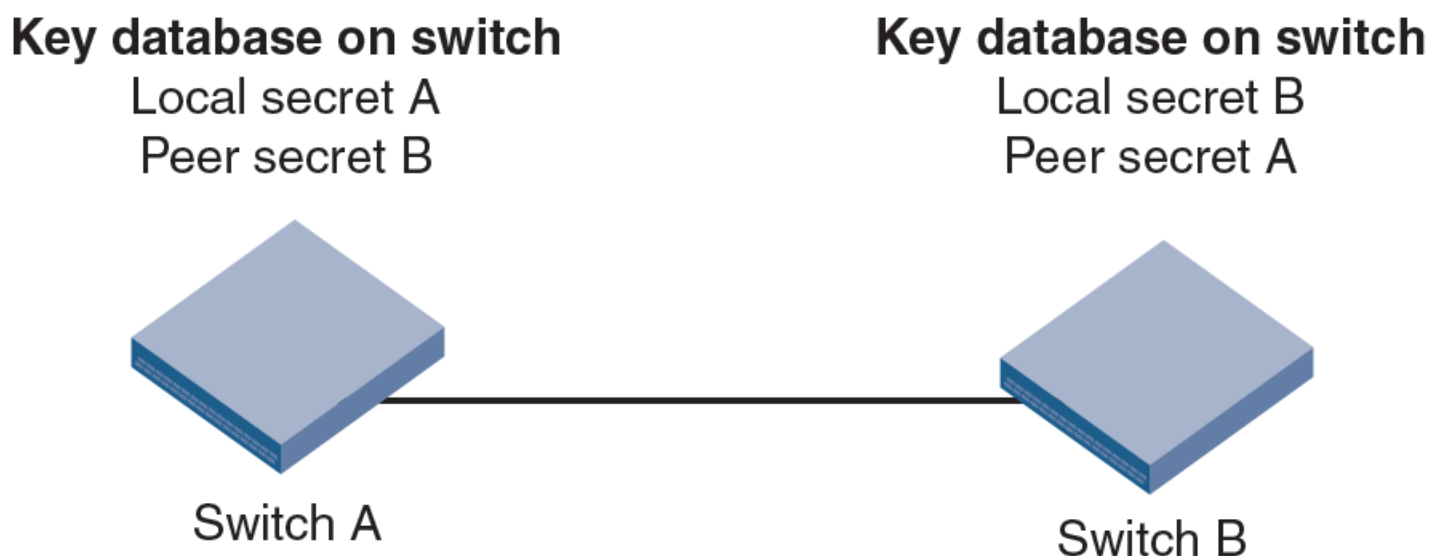 Key database on switch
Local secret A
Peer secret B
Key database on switch
Local secret B
Peer secret A
Switch A
Switch B